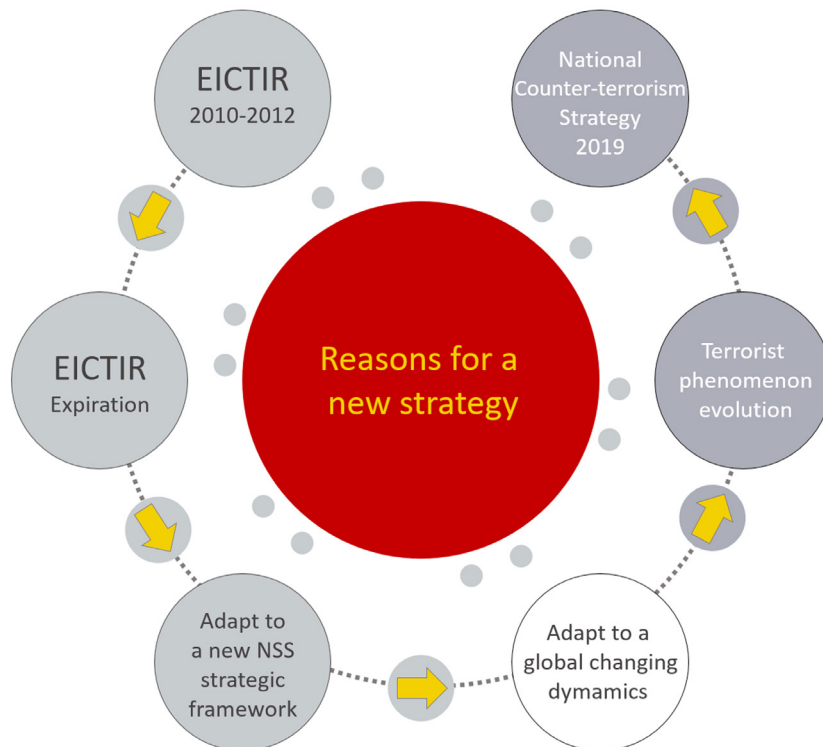 EICTIR
2010-2012
National
Counter-terrorism
Strategy
2019
EICTIR
Expiration
Reasons for a
new strategy
Terrorist
phenomenon
evolution
Adapt to
a new NSS
strategic
framework
Adapt to a
global changing
dymamics